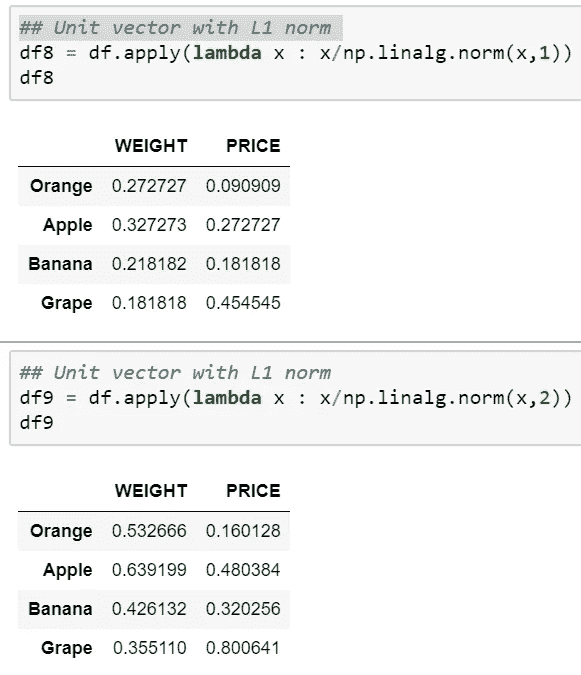 ## Unit vector with L1 norm
df8 = df.apply(lambda x : x/np.linalg.norm(x,1))
df8
WEIGHT PRICE
Orange 0.272727 0.090909
Apple 0.327273 0.272727
Banana 0.218182 0.181818
Grape 0.181818 0.454545
## Unit vector with L1 norm
df9 = df.apply(lambda x : x/np.linalg.norm(x,2))
df9
WEIGHT PRICE
Orange 0.532666 0.160128
Apple 0.639199 0.480384
Banana 0.426132 0.320256
Grape 0.355110 0.800641